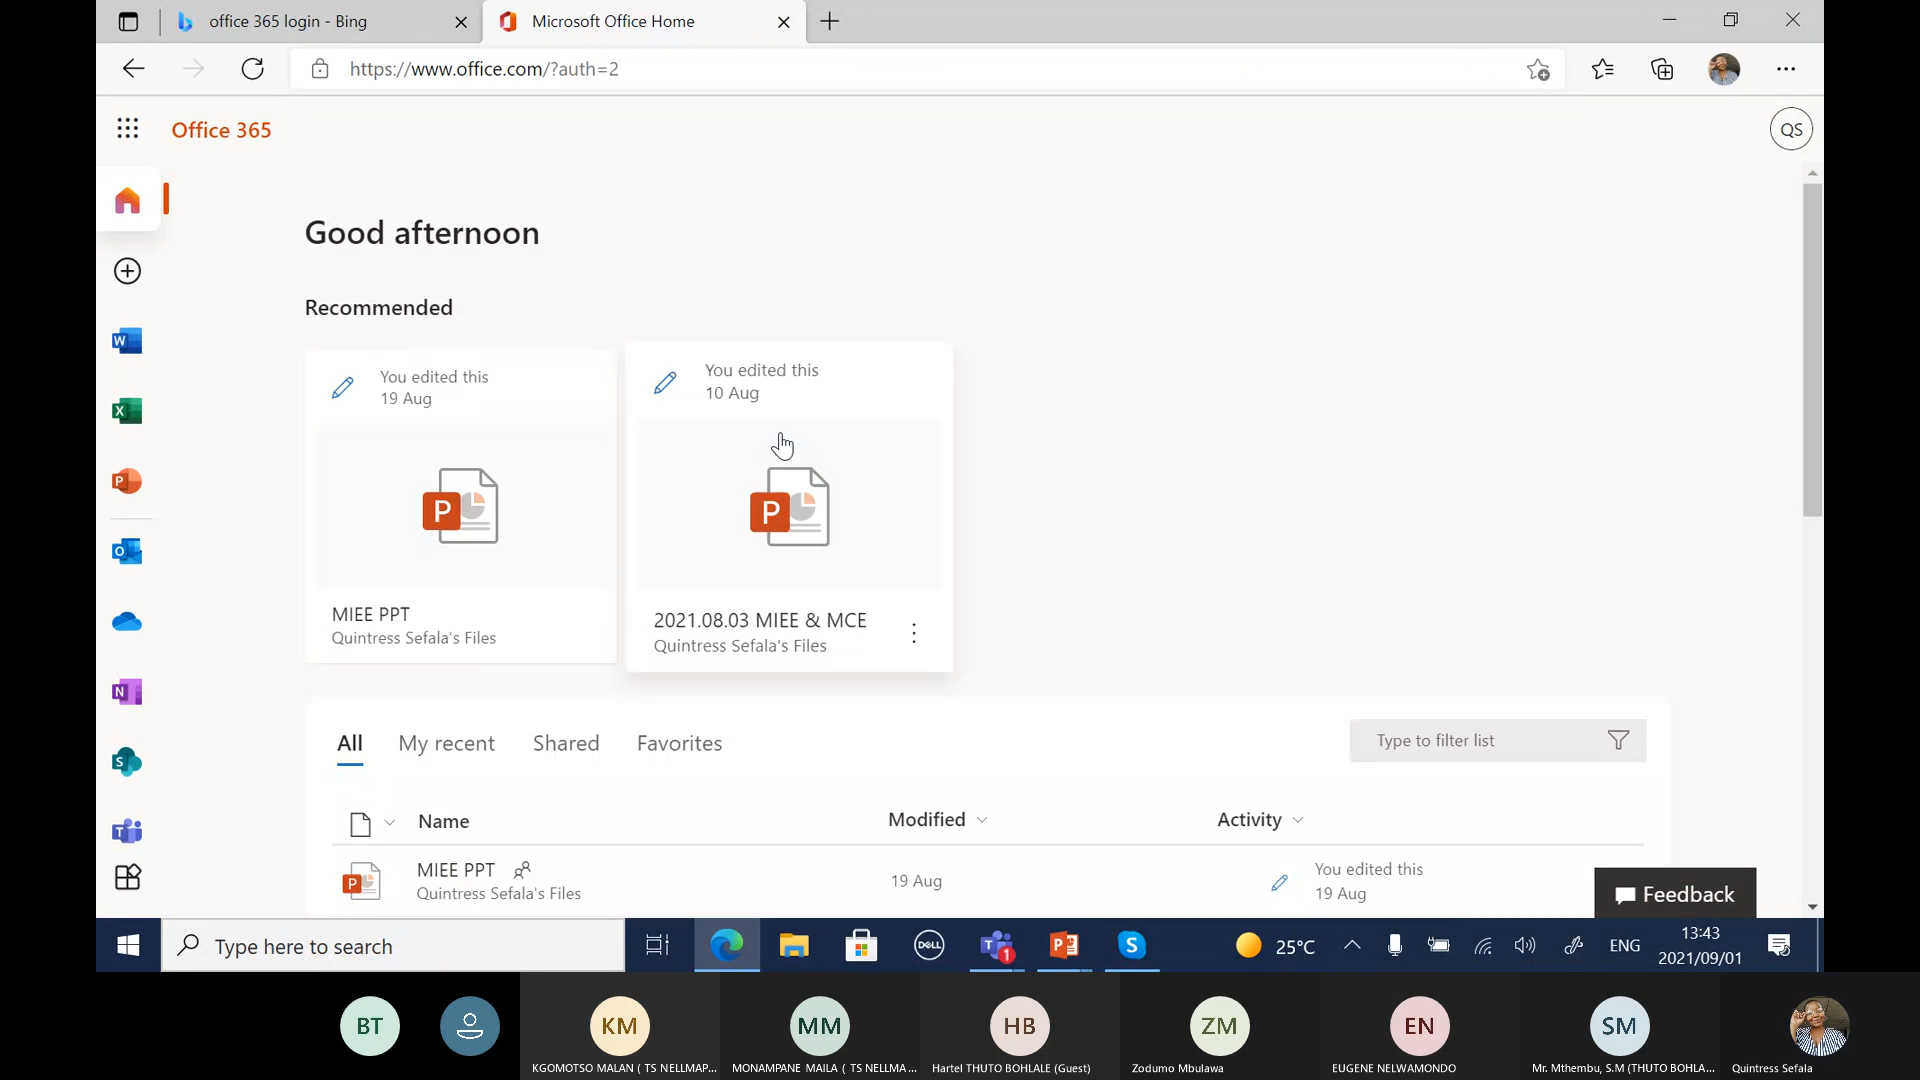 office 365 login - Bing
Microsoft Office Home
https://www.office.com/?auth=2
Office 365
QS
Good afternoon
Recommended
You edited this
19 Aug
You edited this
10 Aug
P
P
MIEE PPT
Quintress Sefala's Files
2021.08.03 MIEE & MCE
Quintress Sefala's Files
W
X
P
O
N
S
T
All
My recent
Shared
Favorites
Type to filter list
Name
Modified
Activity
P
MIEE PPT
Quintress Sefala's Files
19 Aug
You edited this
19 Aug
Feedback
Type here to search
DELL
T
1
P
S
25°C
ENG
13:43
2021/09/01
BT
KM
MM
HB
ZM
EN
SM
KGOMOTSO MALAN ( TS NELLMAP...
MONAMPANE MAILA ( TS NELLMA ...
Hartel THUTO BOHLALE (Guest)
Zodumo Mbulawa
EUGENE NELWAMONDO
Mr. Mthembu, S.M (THUTO BOHLA...
Quintress Sefala